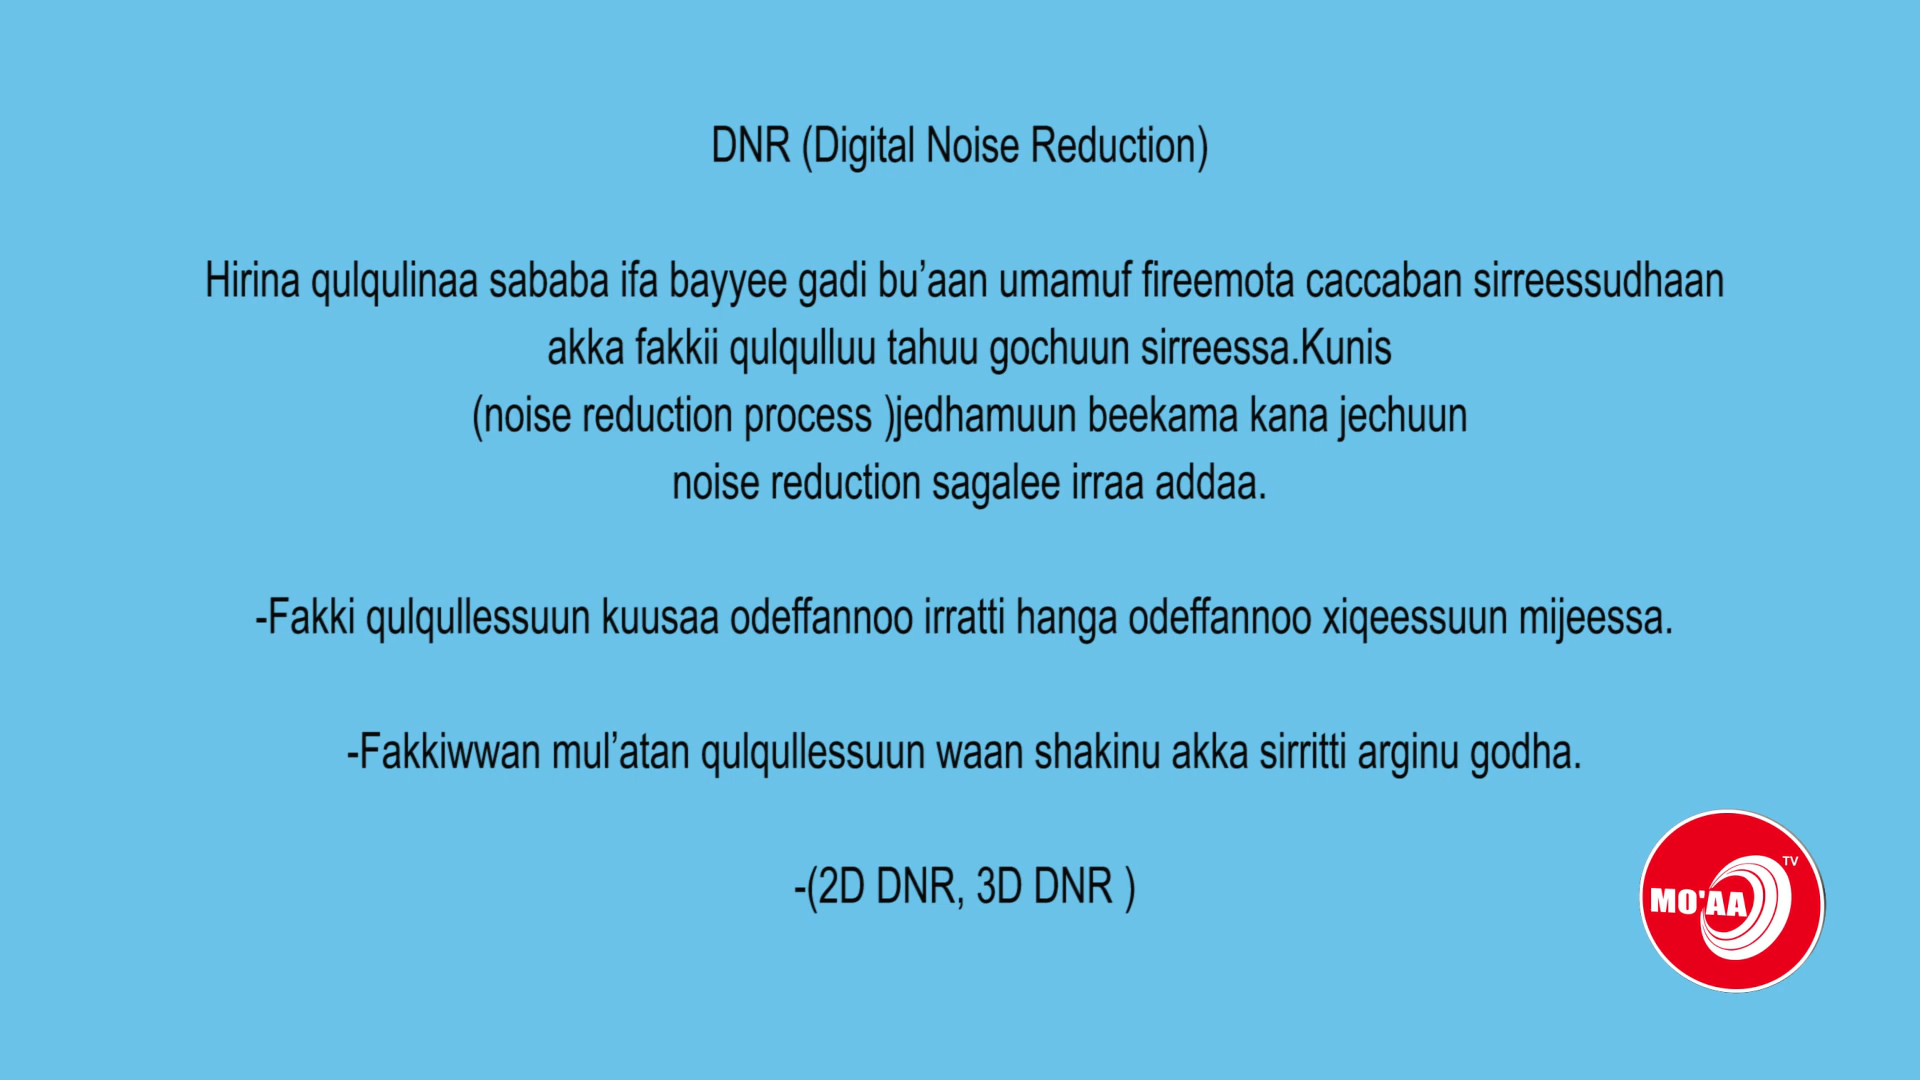 DNR (Digital Noise Reduction)
Hirina qulqulinaa sababa ifa bayyee gadi bu’aan umamuf fireemota caccaban sirreessudhaan
akka fakkii qulqulluu tahuu gochuun sirreessa.Kunis
(noise reduction process )jedhamuun beekama kana jechuun
noise reduction sagalee irraa addaa.
-Fakki qulqullessuun kuusaa odeffannoo irratti hanga odeffannoo xiqeessuun mijeessa.
-Fakkiwwan mul’atan qulqullessuun waan shakinu akka sirritti arginu godha.
-(2D DNR, 3D DNR )
TV
MO'AA